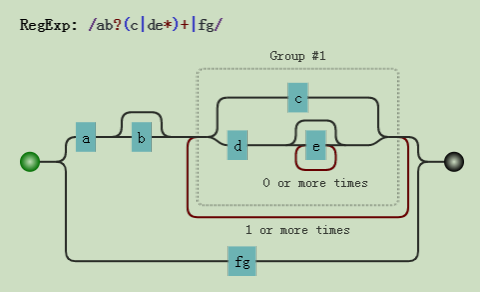 RegExp: /ab?(c|de*)+|fg/
Group #1
c
a
b
d
e
0 or more times
1 or more times
fg